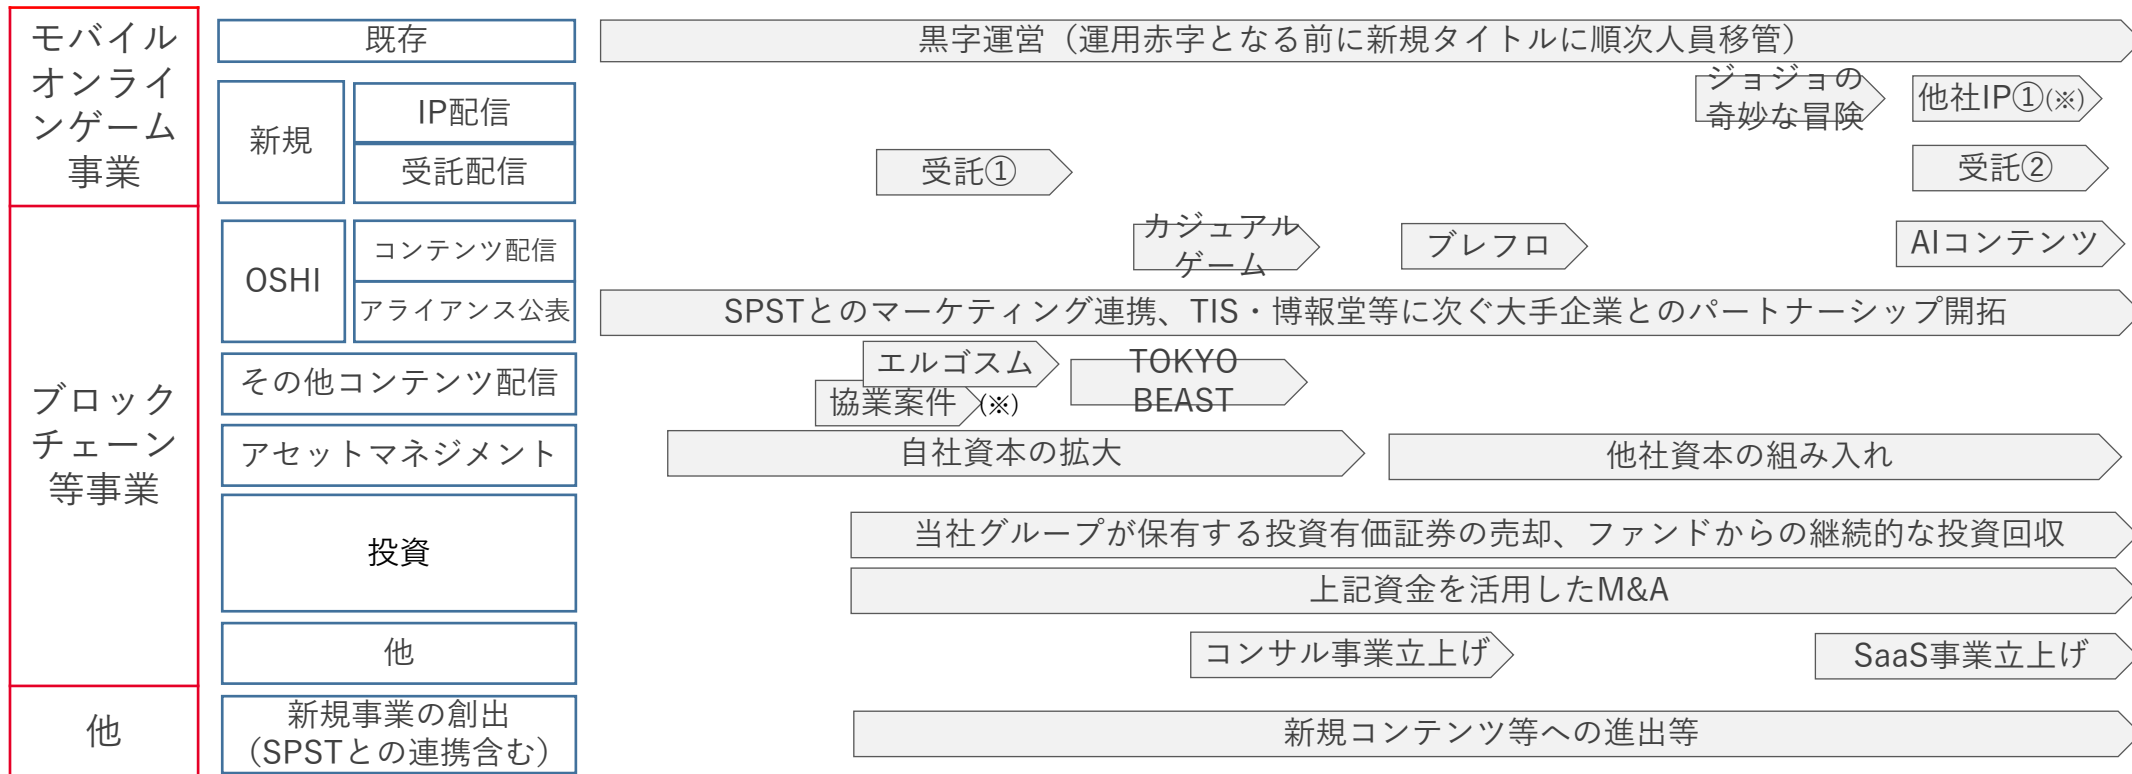 モバイル
オンライ
ンゲーム
事業
既存
黒字運営（運用赤字となる前に新規タイトルに順次人員移管）
新規
IP配信
ジョジョの
奇妙な冒険
他社IP①(※)
受託配信
受託①
受託②
ブロック
チェーン
等事業
OSHI
コンテンツ配信
カジュアル
ゲーム
ブレフロ
AIコンテンツ
アライアンス公表
SPSTとのマーケティング連携、TIS・博報堂等に次ぐ大手企業とのパートナーシップ開拓
その他コンテンツ配信
エルゴスム
協業案件(※)
TOKYO
BEAST
アセットマネジメント
自社資本の拡大
他社資本の組み入れ
投資
当社グループが保有する投資有価証券の売却、ファンドからの継続的な投資回収
上記資金を活用したM&A
他
コンサル事業立上げ
SaaS事業立上げ
他
新規事業の創出
（SPSTとの連携含む）
新規コンテンツ等への進出等